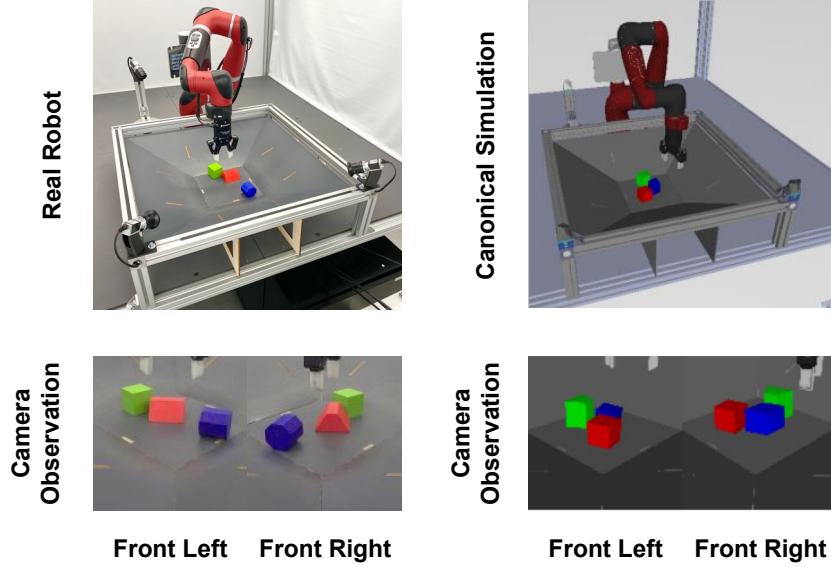 Real Robot
Canonical Simulation
Camera
Observation
Camera
Observation
Front Left
Front Right
Front Left
Front Right